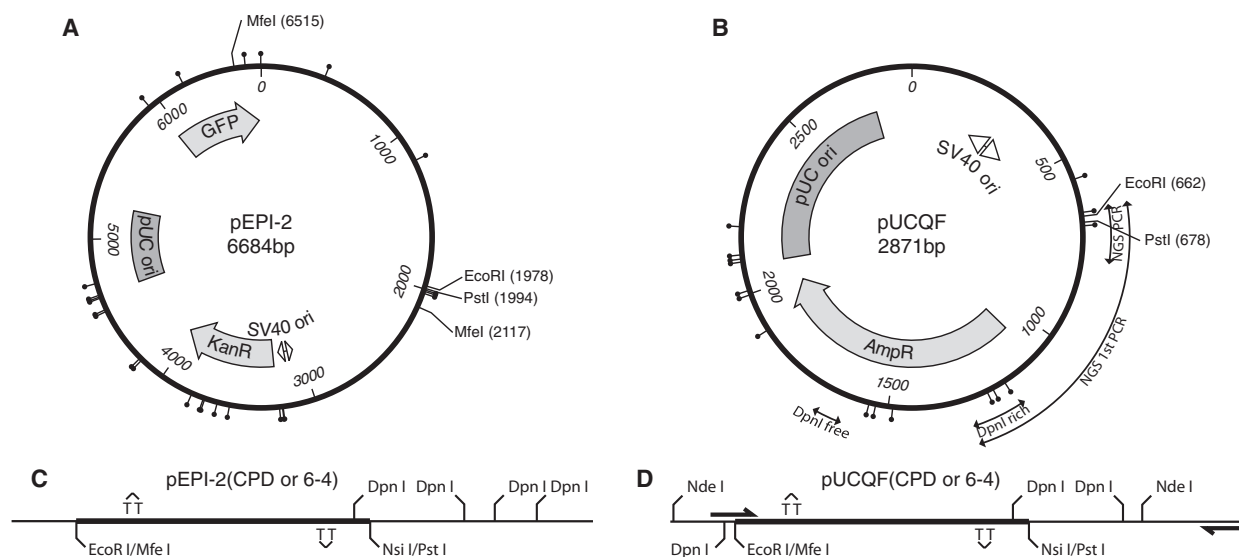 A
MfeI (6515)
0
1000
2000
3000
4000
5000
6000
GFP
pUC ori
KanR
SV40 ori
pEPI-2
6684bp
EcoRI (1978)
PstI (1994)
MfeI (2117)
B
0
500
1000
1500
2000
2500
SV40 ori
pUC ori
AmpR
pUCQF
2871bp
EcoRI (662)
PstI (678)
NGS PCR
NGS 1st PCR
DpnI rich
DpnI free
C
pEPI-2(CPD or 6-4)
Dpn I Dpn I Dpn I Dpn I
TT
TT
EcoR I/Mfe I
Nsi I/Pst I
D
pUCQF(CPD or 6-4)
Nde I
Dpn I Dpn I
Nde I
TT
TT
Dpn I
EcoR I/Mfe I
Nsi I/Pst I